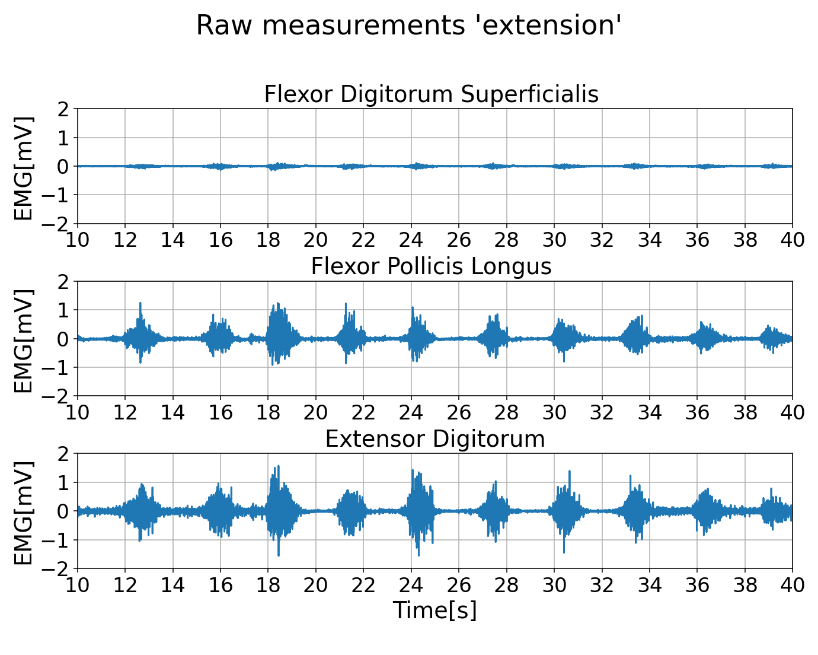 Raw measurements 'extension'
Flexor Digitorum Superficialis
EMG[mV]
2
1
0
−1
−2
10 12 14 16 18 20 22 24 26 28 30 32 34 36 38 40
Flexor Pollicis Longus
EMG[mV]
2
1
0
−1
−2
10 12 14 16 18 20 22 24 26 28 30 32 34 36 38 40
Extensor Digitorum
EMG[mV]
2
1
0
−1
−2
10 12 14 16 18 20 22 24 26 28 30 32 34 36 38 40
Time[s]